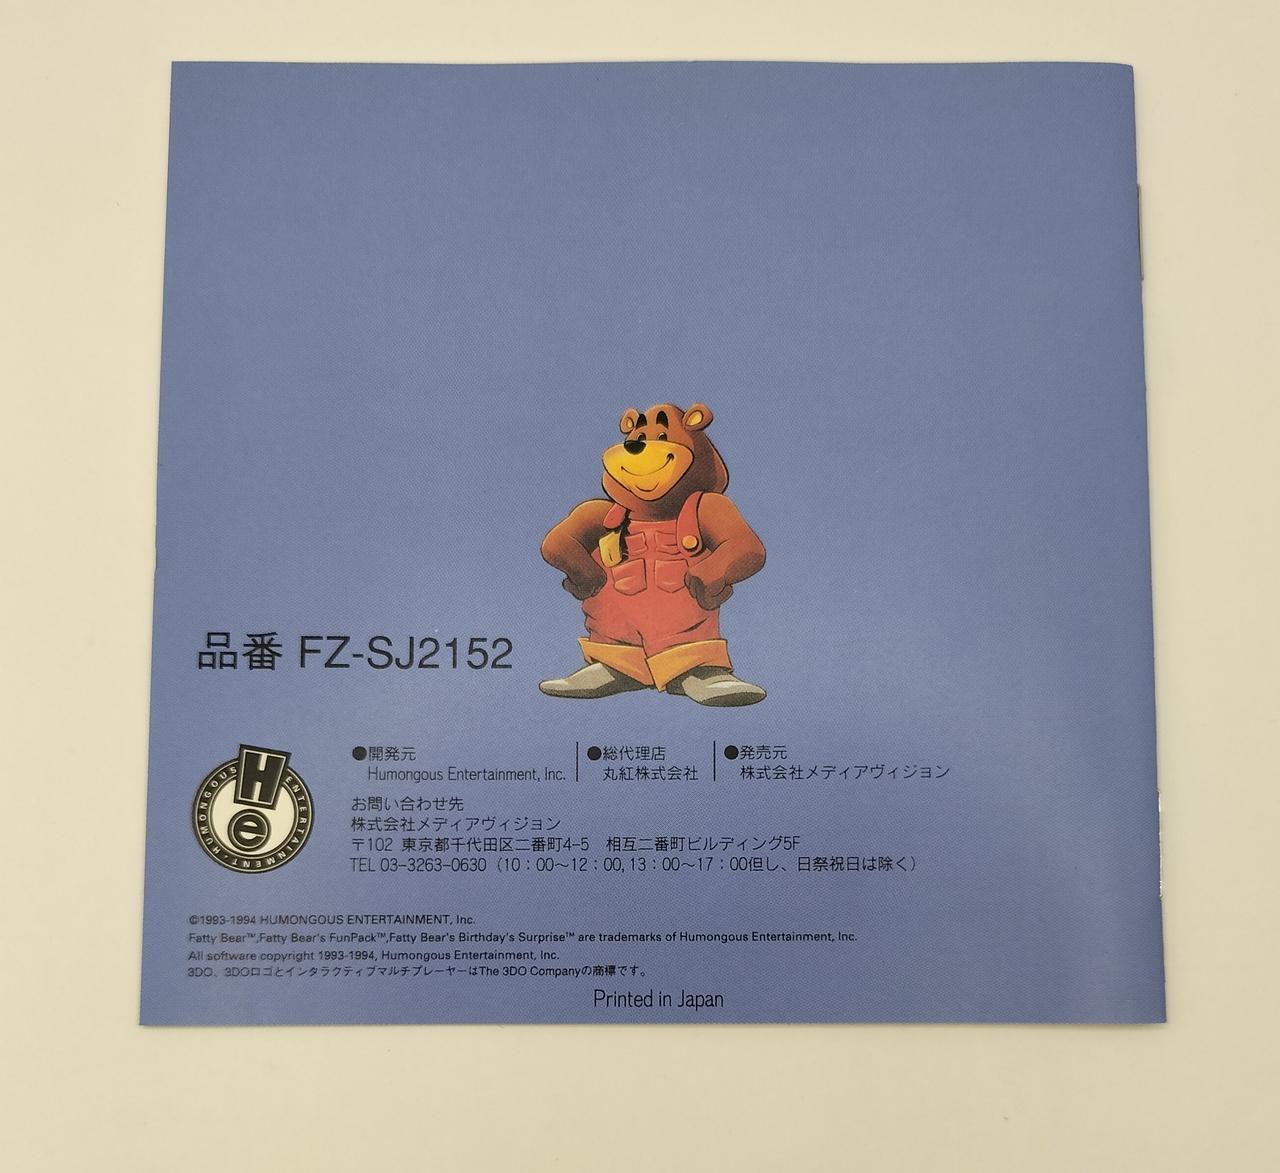 品番 FZ-SJ2152
H
e
HUMONGOUS ENTERTAINMENT
●開発元
Humongous Entertainment, Inc.
●総代理店
丸紅株式会社
●発売元
株式会社メディアヴィジョン
お問い合わせ先
株式会社メディアヴィジョン
〒102 東京都千代田区二番町4-5　相互二番町ビルディング5F
TEL 03-3263-0630（10：00～12：00, 13：00～17：00但し、日祭祝日は除く）
©1993-1994 HUMONGOUS ENTERTAINMENT, Inc.
Fatty Bear™,Fatty Bear's FunPack™,Fatty Bear's Birthday's Surprise™ are trademarks of Humongous Entertainment, Inc.
All software copyright 1993-1994, Humongous Entertainment, Inc.
3DO、3DOロゴとインタラクティブマルチプレーヤーはThe 3DO Companyの商標です。
Printed in Japan